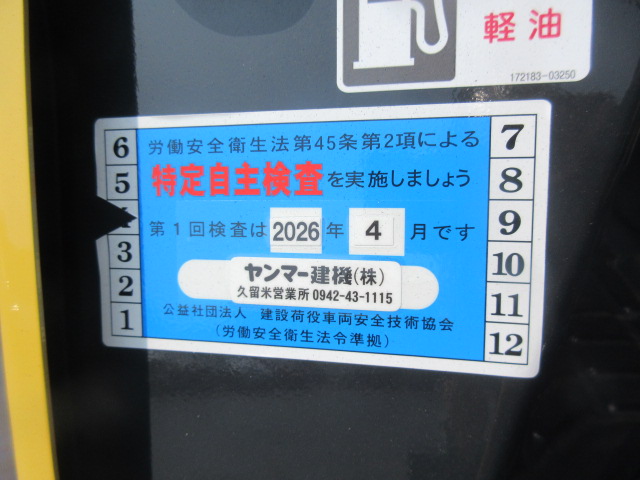 軽油
172183-03250
労働安全衛生法第45条第2項による
特定自主検査を実施しましょう
第1回検査は2026年 4 月です
ヤンマー建機(株)
久留米営業所 0942-43-1115
公益社団法人 建設荷役車両安全技術協会
(労働安全衛生法令準拠)
6
5
3
2
1
7
8
9
10
11
12